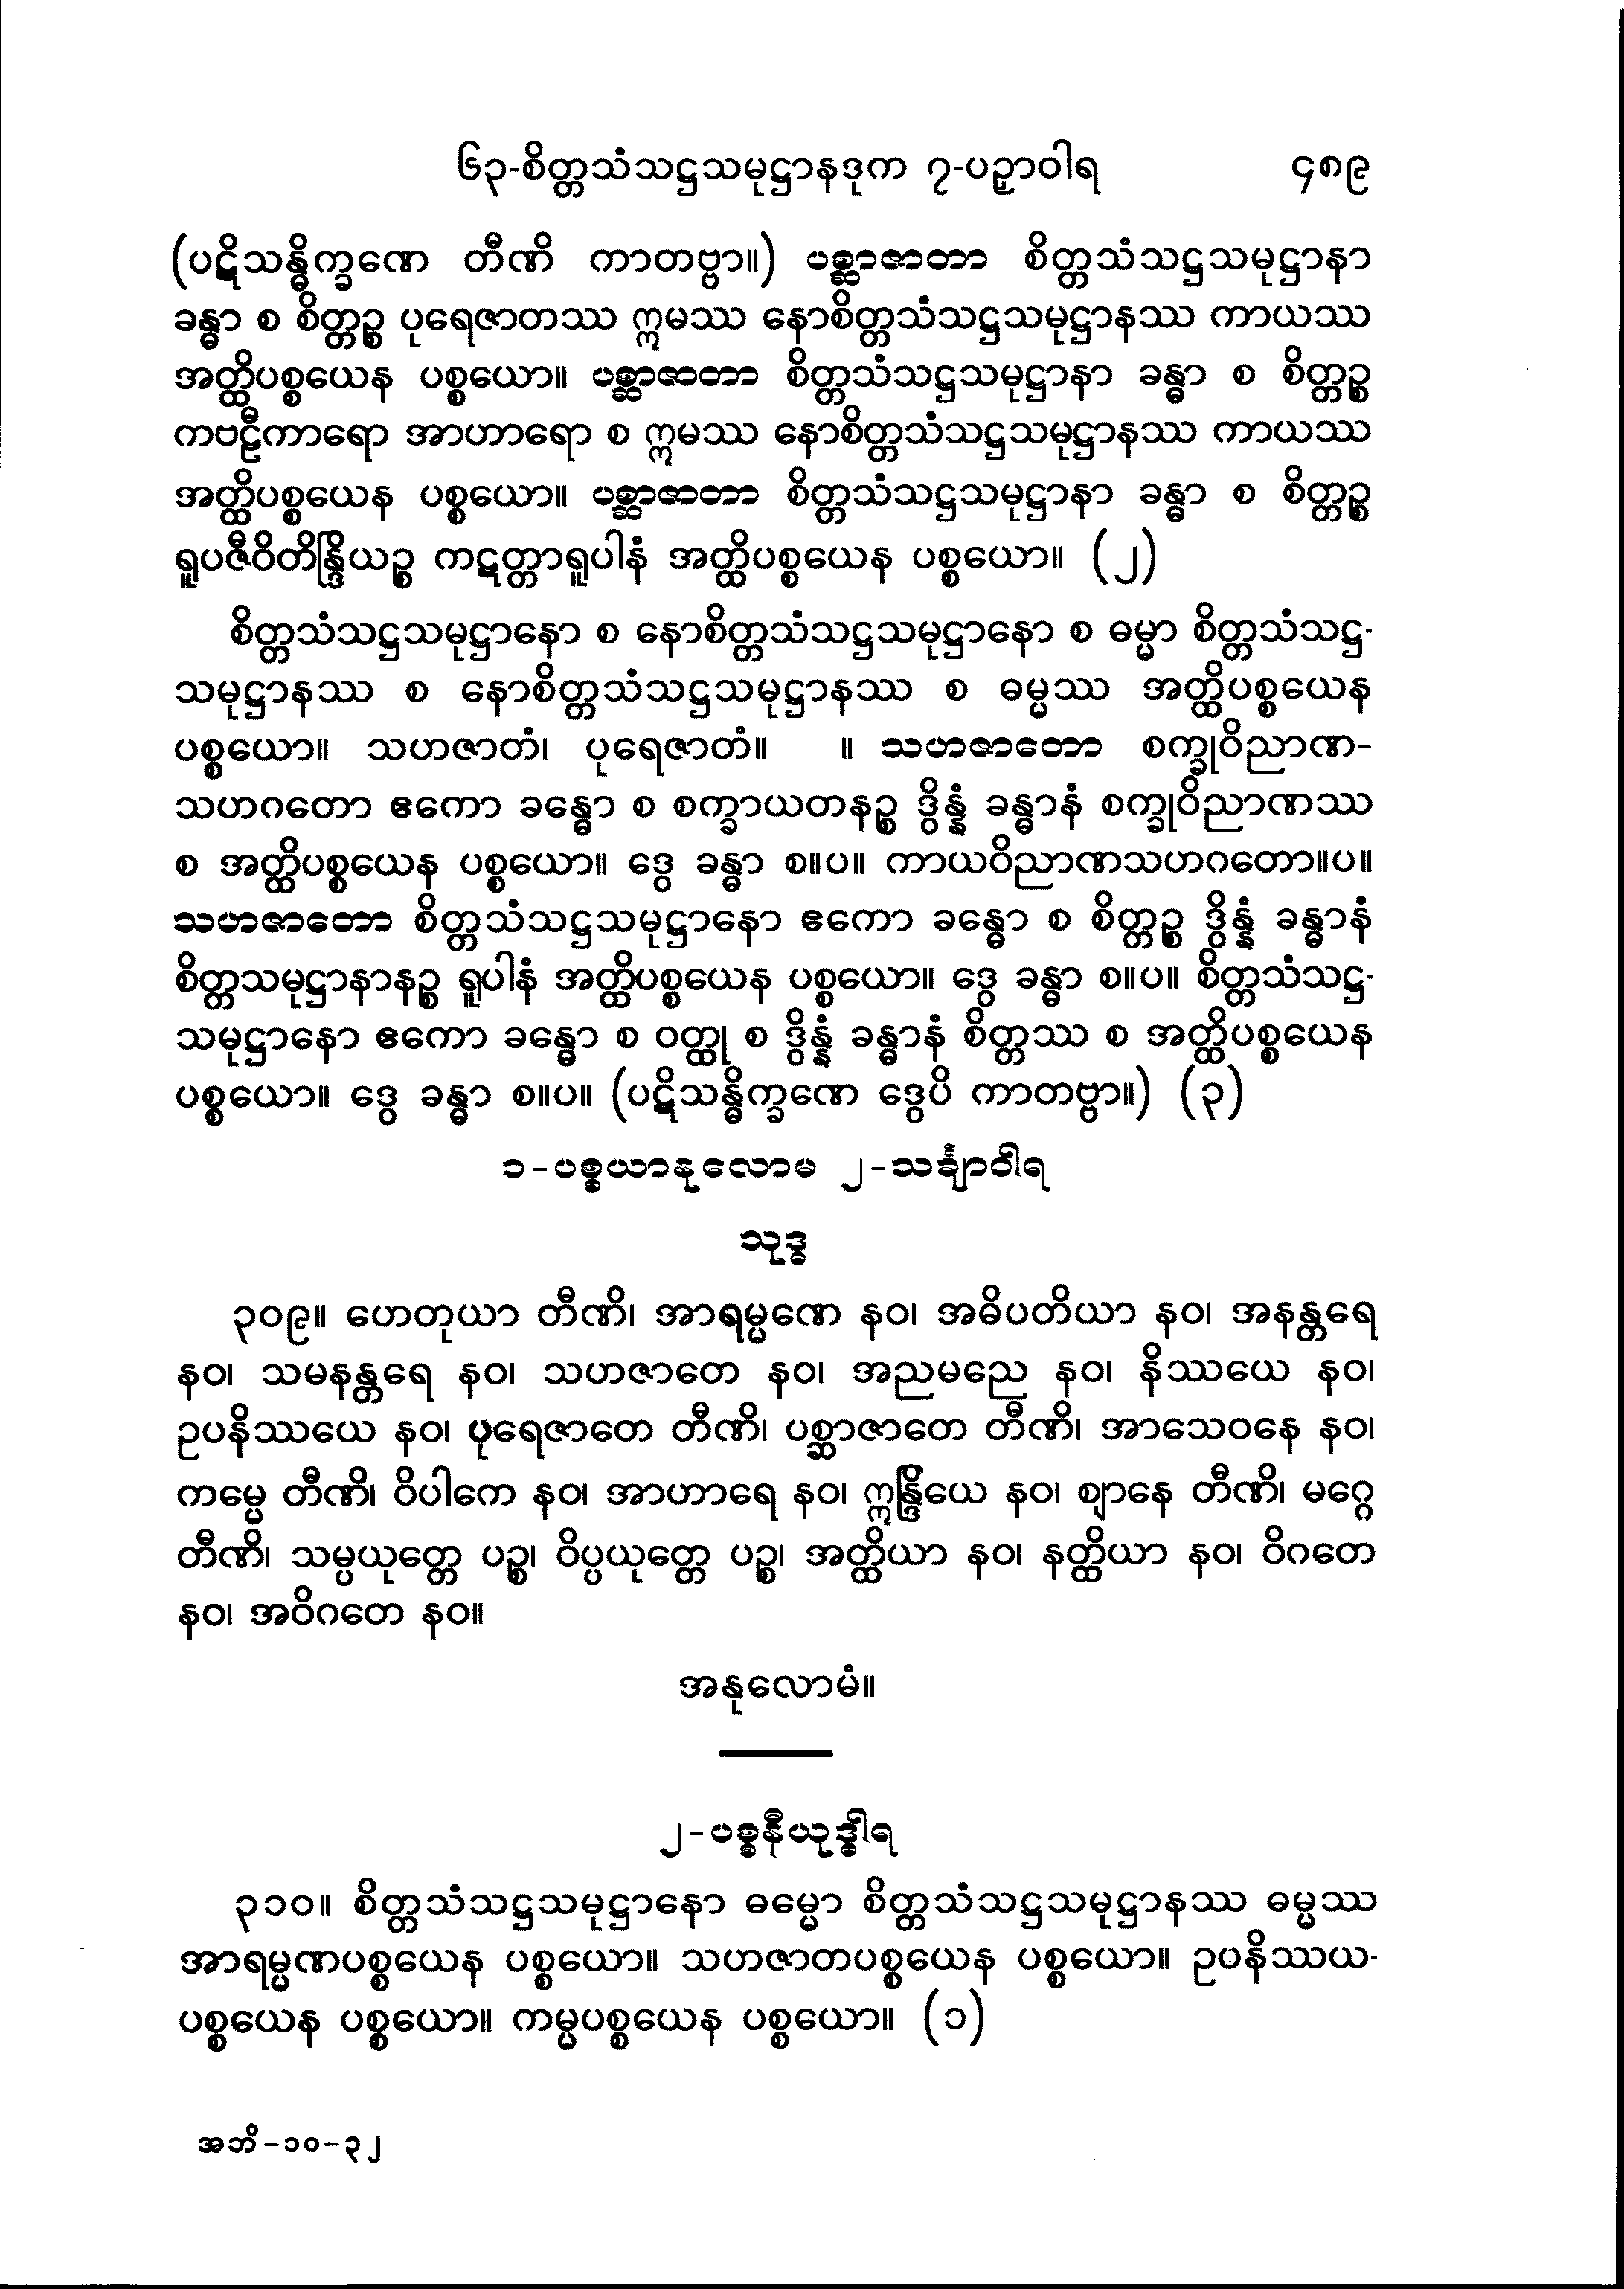 ၆၃-စိတ္တသံသဋ္ဌသမုဋ္ဌာနဒုက ၇-ပဉှာဝါရ ၄၈၉
(ပဋိသန္ဓိက္ခဏေ တီဏိ ကာတဗ္ဗာ။) ပစ္ဆာဇာတာ စိတ္တသံသဋ္ဌသမုဋ္ဌာနာ
ခန္ဓာ စ စိတ္တဉ္စ ပုရေဇာတဿ ဣမဿ နောစိတ္တသံသဋ္ဌသမုဋ္ဌာနဿ ကာယဿ
အတ္ထိပစ္စယေန ပစ္စယော။ ပစ္ဆာဇာတာ စိတ္တသံသဋ္ဌသမုဋ္ဌာနာ ခန္ဓာ စ စိတ္တဉ္စ
ကဗဠီကာရော အာဟာရော စ ဣမဿ နောစိတ္တသံသဋ္ဌသမုဋ္ဌာနဿ ကာယဿ
အတ္ထိပစ္စယေန ပစ္စယော။ ပစ္ဆာဇာတာ စိတ္တသံသဋ္ဌသမုဋ္ဌာနာ ခန္ဓာ စ စိတ္တဉ္စ
ရူပဇီဝိတိန္ဒြိယဉ္စ ကဋတ္တာရူပါနံ အတ္ထိပစ္စယေန ပစ္စယော။ (၂)
စိတ္တသံသဋ္ဌသမုဋ္ဌာနော စ နောစိတ္တသံသဋ္ဌသမုဋ္ဌာနော စ ဓမ္မာ စိတ္တသံသဋ္ဌ-
သမုဋ္ဌာနဿ စ နောစိတ္တသံသဋ္ဌသမုဋ္ဌာနဿ စ ဓမ္မဿ အတ္ထိပစ္စယေန
ပစ္စယော။ သဟဇာတံ၊ ပုရေဇာတံ။ ။ သဟဇာတော စက္ခုဝိညာဏ-
သဟဂတော ဧကော ခန္ဓော စ စက္ခာယတနဉ္စ ဒွိန္နံ ခန္ဓာနံ စက္ခုဝိညာဏဿ
စ အတ္ထိပစ္စယေန ပစ္စယော။ ဒွေ ခန္ဓာ စ။ပ။ ကာယဝိညာဏသဟဂတော။ပ။
သဟဇာတော စိတ္တသံသဋ္ဌသမုဋ္ဌာနော ဧကော ခန္ဓော စ စိတ္တဉ္စ ဒွိန္နံ ခန္ဓာနံ
စိတ္တသမုဋ္ဌာနာနဉ္စ ရူပါနံ အတ္ထိပစ္စယေန ပစ္စယော။ ဒွေ ခန္ဓာ စ။ပ။ စိတ္တသံသဋ္ဌ-
သမုဋ္ဌာနော ဧကော ခန္ဓော စ ဝတ္ထု စ ဒွိန္နံ ခန္ဓာနံ စိတ္တဿ စ အတ္ထိပစ္စယေန
ပစ္စယော။ ဒွေ ခန္ဓာ စ။ပ။ (ပဋိသန္ဓိက္ခဏေ ဒွေပိ ကာတဗ္ဗာ။) (၃)
၁-ပစ္စယာနုလောမ ၂-သင်္ချာဝါရ
သုဒ္ဓ
၃၀၉။ ဟေတုယာ တီဏိ၊ အာရမ္မဏေ နဝ၊ အဓိပတိယာ နဝ၊ အနန္တရေ
နဝ၊ သမနန္တရေ နဝ၊ သဟဇာတေ နဝ၊ အညမညေ နဝ၊ နိဿယေ နဝ၊
ဥပနိဿယေ နဝ၊ ပုရေဇာတေ တီဏိ၊ ပစ္ဆာဇာတေ တီဏိ၊ အာသေဝနေ နဝ၊
ကမ္မေ တီဏိ၊ ဝိပါကေ နဝ၊ အာဟာရေ နဝ၊ ဣန္ဒြိယေ နဝ၊ ဈာနေ တီဏိ၊ မဂ္ဂေ
တီဏိ၊ သမ္ပယုတ္တေ ပဉ္စ၊ ဝိပ္ပယုတ္တေ ပဉ္စ၊ အတ္ထိယာ နဝ၊ နတ္ထိယာ နဝ၊ ဝိဂတေ
နဝ၊ အဝိဂတေ နဝ။
အနုလောမံ။
၂-ပစ္စနီယုဒ္ဓါရ
၃၁၀။ စိတ္တသံသဋ္ဌသမုဋ္ဌာနော ဓမ္မော စိတ္တသံသဋ္ဌသမုဋ္ဌာနဿ ဓမ္မဿ
အာရမ္မဏပစ္စယေန ပစ္စယော။ သဟဇာတပစ္စယေန ပစ္စယော။ ဥပနိဿယ-
ပစ္စယေန ပစ္စယော။ ကမ္မပစ္စယေန ပစ္စယော။ (၁)
အဘိ-၁၀-၃၂